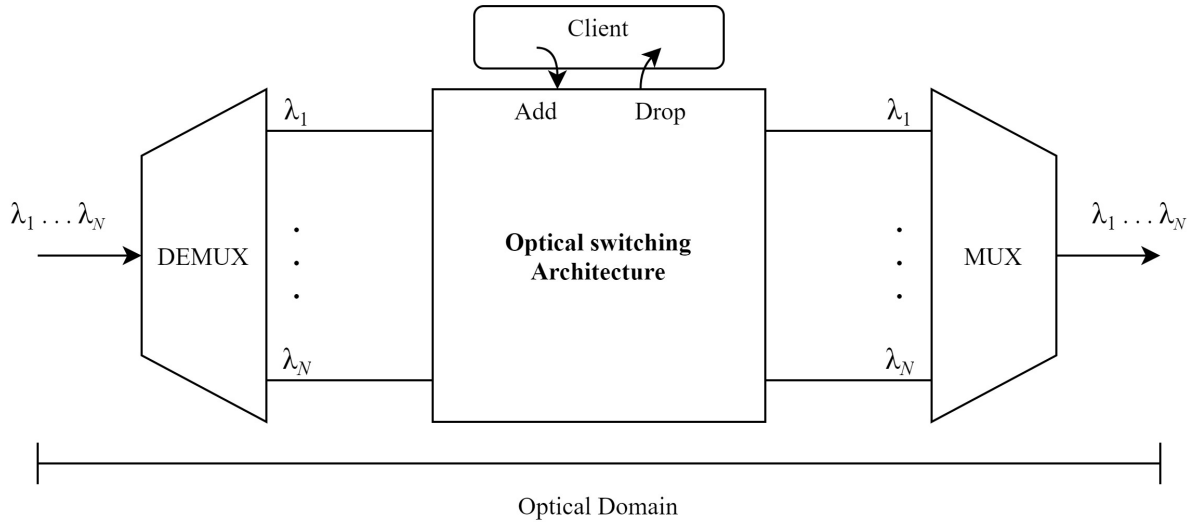 Client
Add Drop
λ1 λ1
λ1 . . . λN λ1 . . . λN
DEMUX Optical switching MUX
Architecture
λN λN
Optical Domain